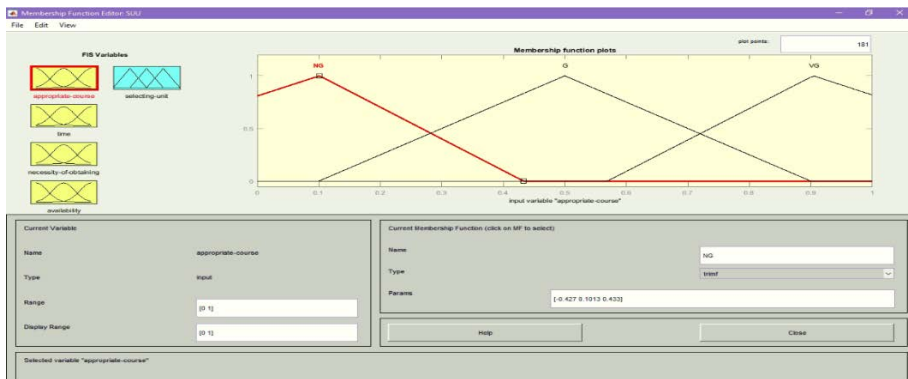 Membership Function Editor: SUU
File Edit View
FIS Variables
appropriate-course
selecting-unit
time
necessity-of-obtaining
availability
Membership function plots
plot points:
181
NG
G
VG
1
0.5
0
0 0.1 0.2 0.3 0.4 0.5 0.6 0.7 0.8 0.9 1
input variable "appropriate-course"
Current Variable
Name appropriate-course
Type input
Range [0 1]
Display Range [0 1]
Current Membership Function (click on MF to select)
Name NG
Type trimf
Params [-0.427 0.1013 0.433]
Help Close
Selected variable "appropriate-course"